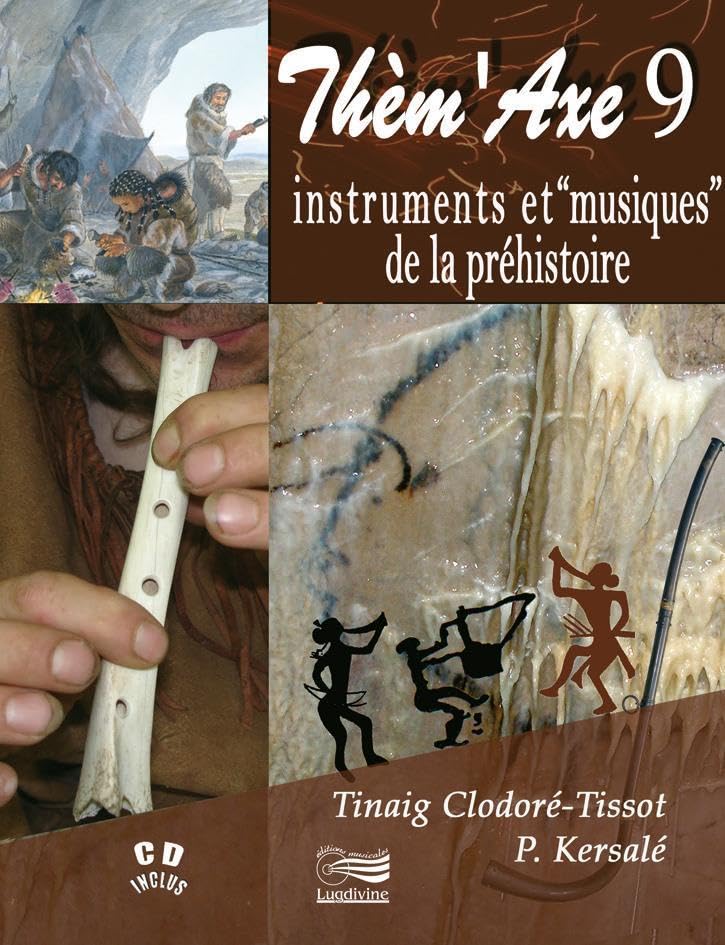 Thèm'Axe 9
instruments et “musiques”
de la préhistoire
Tinaig Clodoré-Tissot
P. Kersalé
CD
INCLUS
éditions musicales
Lugdivine